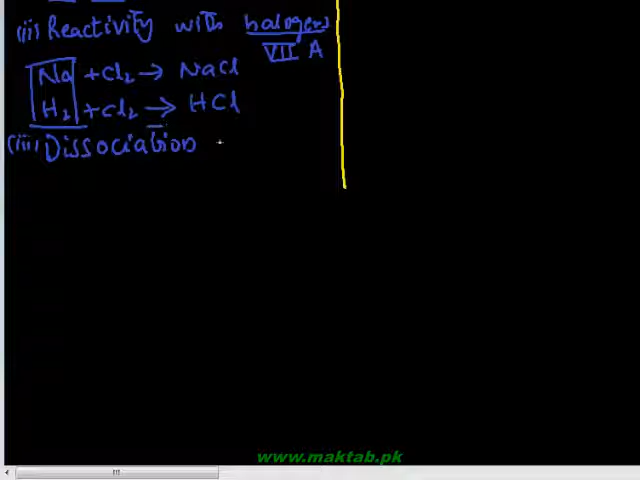 (ii) Reactivity with halogens
VII A
Na + Cl₂ → NaCl
H₂ + Cl₂ → HCl
(iii) Dissociation
www.maktab.pk